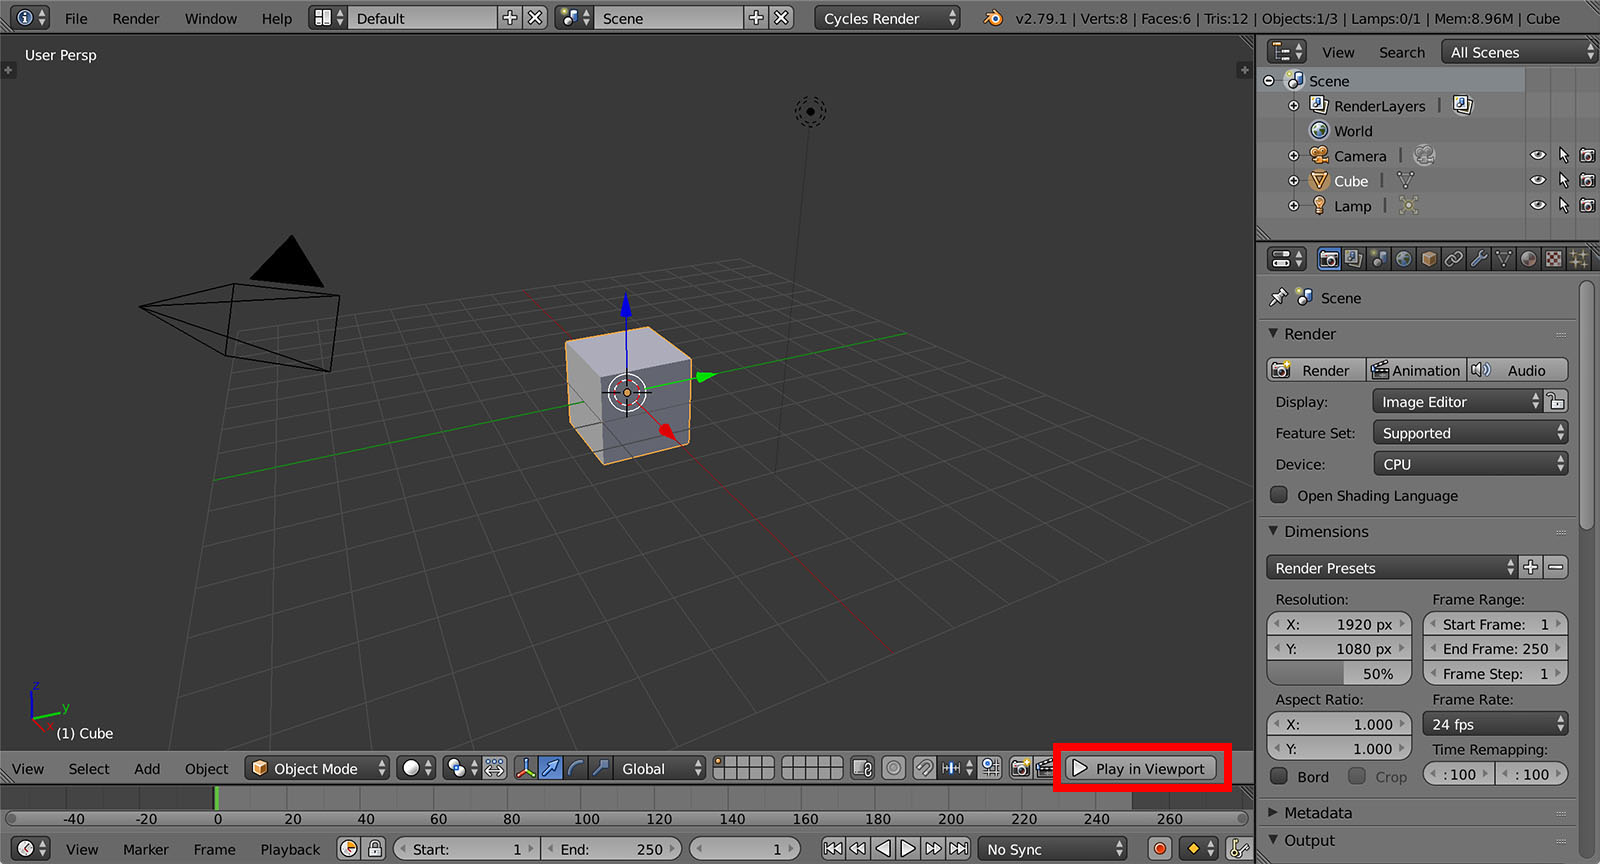 File Render Window Help Default Scene Cycles Render v2.79.1 | Verts:8 | Faces:6 | Tris:12 | Objects:1/3 | Lamps:0/1 | Mem:8.96M | Cube
User Persp
View Search All Scenes
Scene
RenderLayers
World
Camera
Cube
Lamp
Scene
Render
Render Animation Audio
Display: Image Editor
Feature Set: Supported
Device: CPU
Open Shading Language
Dimensions
Render Presets
Resolution: Frame Range:
X: 1920 px Start Frame: 1
Y: 1080 px End Frame: 250
50% Frame Step: 1
Aspect Ratio: Frame Rate:
X: 1.000 24 fps
Y: 1.000 Time Remapping:
Bord Crop :100 :100
Metadata
Output
z
y
x
(1) Cube
View Select Add Object Object Mode Global Play in Viewport
-40 -20 0 20 40 60 80 100 120 140 160 180 200 220 240 260
View Marker Frame Playback Start: 1 End: 250 1 No Sync